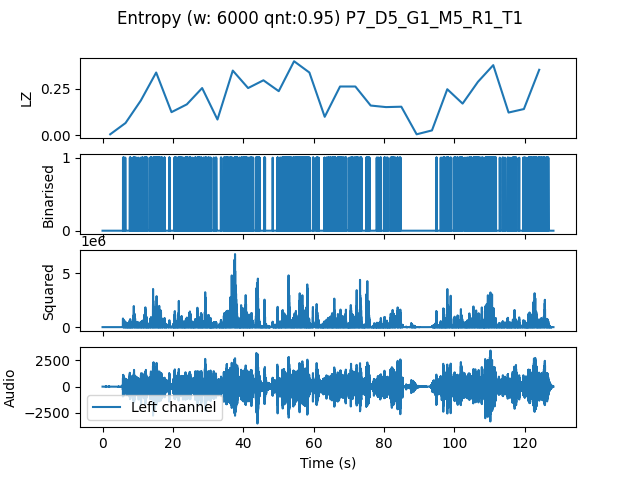 Entropy (w: 6000 qnt:0.95) P7_D5_G1_M5_R1_T1
LZ
0.25
0.00
Binarised
1
0
1e6
Squared
5
0
Audio
2500
0
−2500
Left channel
0 20 40 60 80 100 120
Time (s)